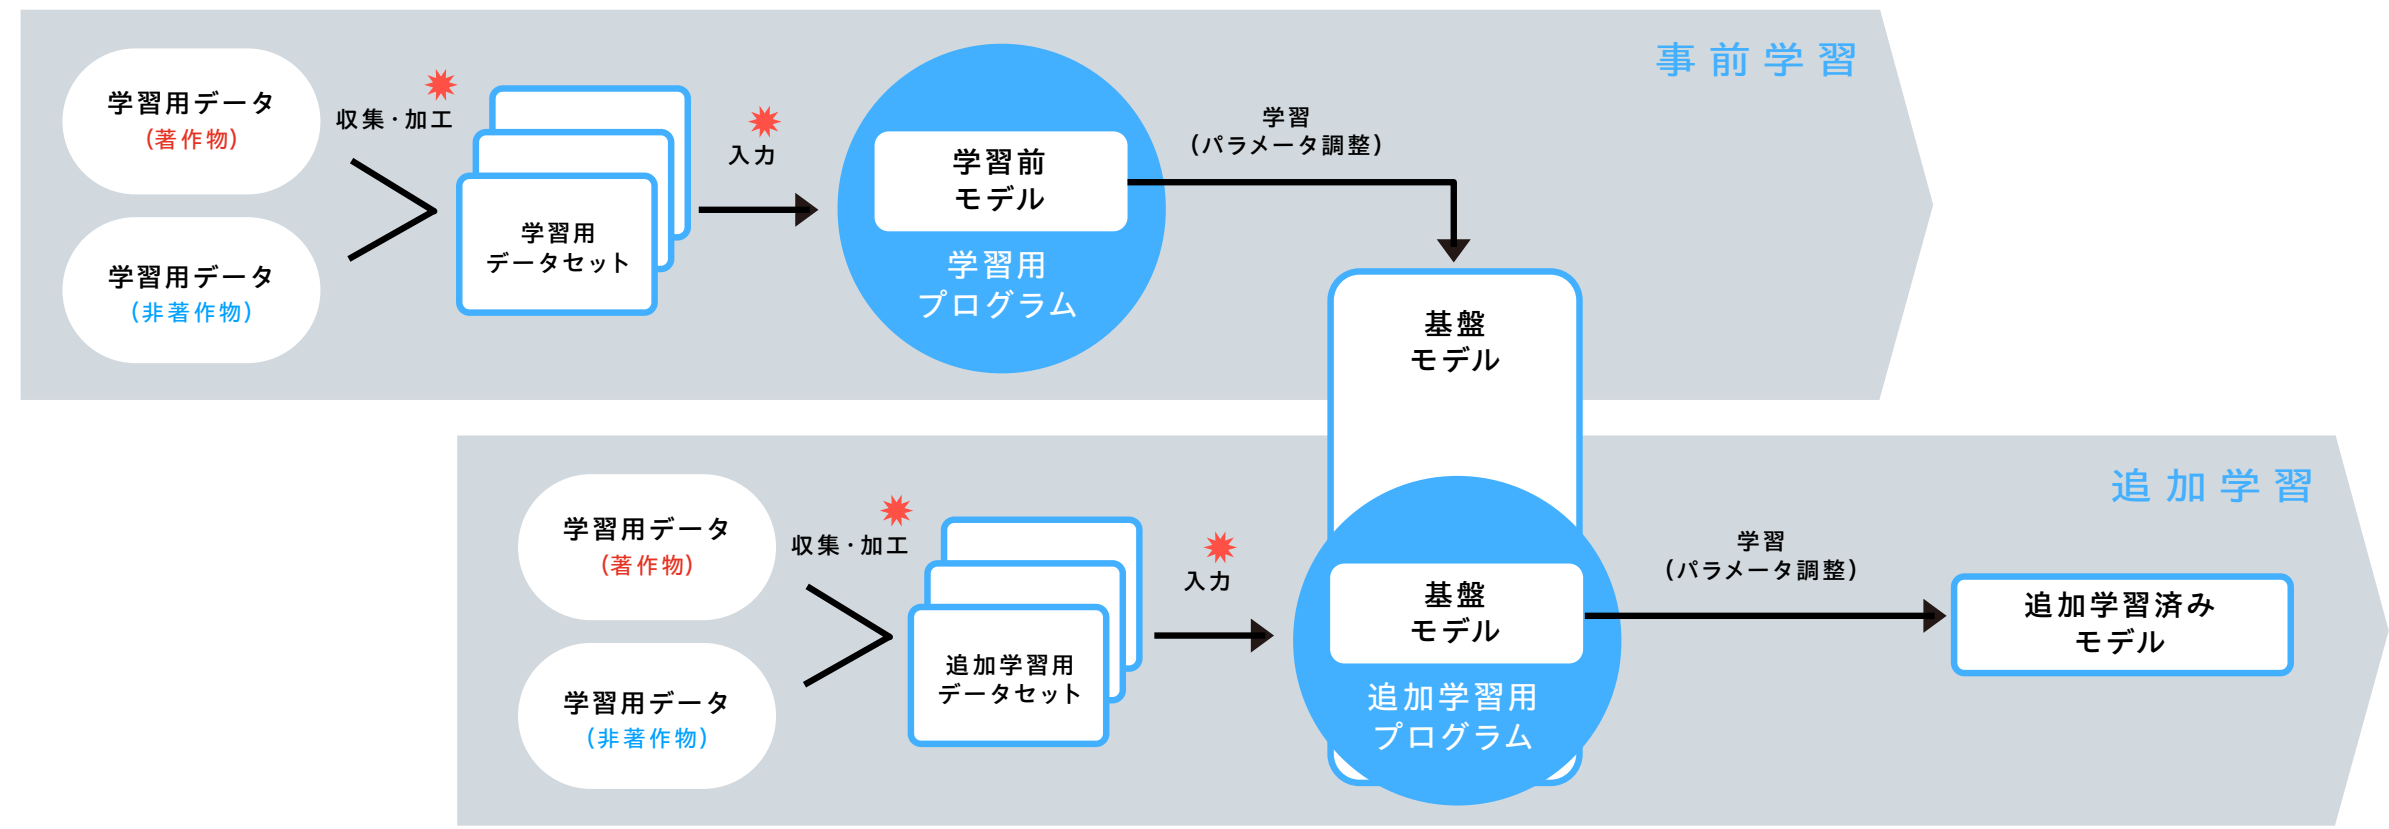 事前学習
学習用データ
(著作物)
収集・加工
学習用データ
(非著作物)
学習用
データセット
入力
学習前
モデル
学習用
プログラム
学習
(パラメータ調整)
基盤
モデル
追加学習
学習用データ
(著作物)
収集・加工
学習用データ
(非著作物)
追加学習用
データセット
入力
基盤
モデル
追加学習用
プログラム
学習
(パラメータ調整)
追加学習済み
モデル